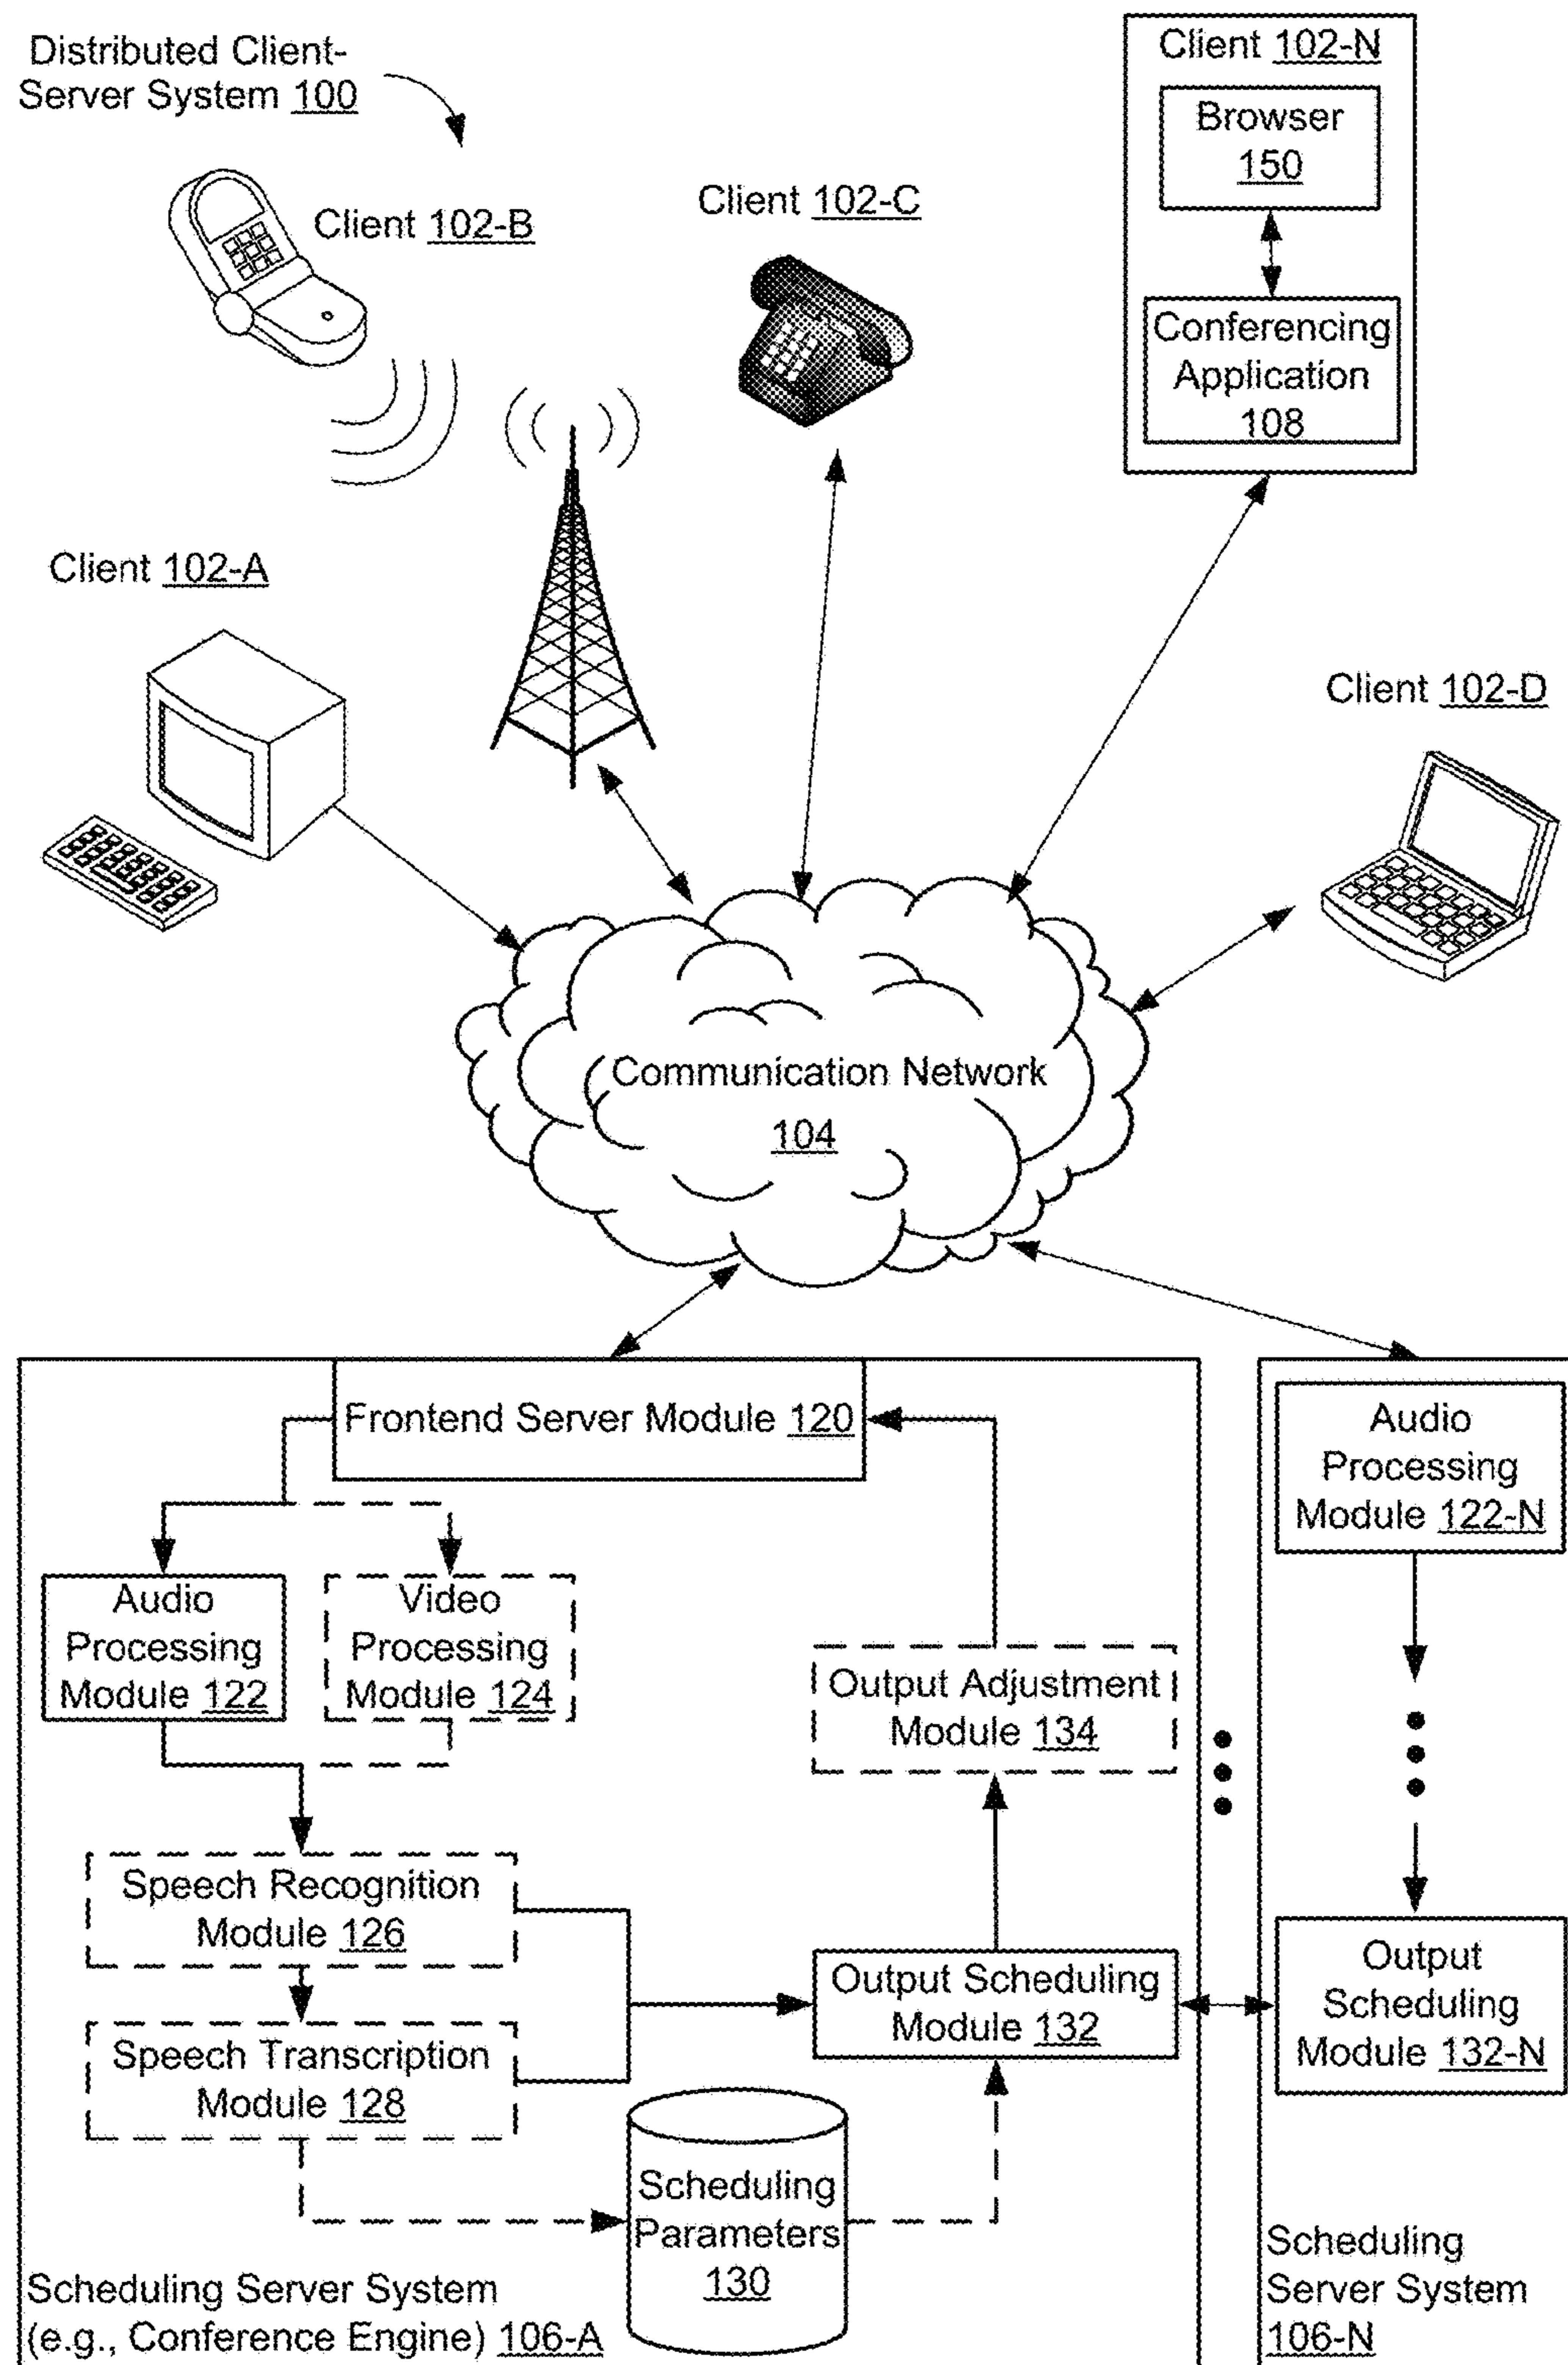 Distributed Client-
Server System 100
Client 102-B
Client 102-C
Client 102-N
Browser
150
Conferencing
Application
108
Client 102-A
Client 102-D
Communication Network
104
Frontend Server Module 120
Audio
Processing
Module 122
Video
Processing
Module 124
Output Adjustment
Module 134
Speech Recognition
Module 126
Speech Transcription
Module 128
Output Scheduling
Module 132
Scheduling
Parameters
130
Scheduling Server System
(e.g., Conference Engine) 106-A
Audio
Processing
Module 122-N
Output
Scheduling
Module 132-N
Scheduling
Server System
106-N